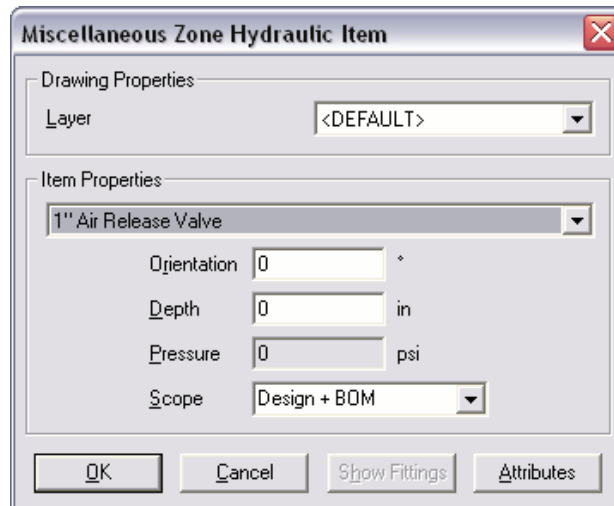 Miscellaneous Zone Hydraulic Item
Drawing Properties
Layer <DEFAULT>
Item Properties
1" Air Release Valve
Orientation 0 °
Depth 0 in
Pressure 0 psi
Scope Design + BOM
OK Cancel Show Fittings Attributes